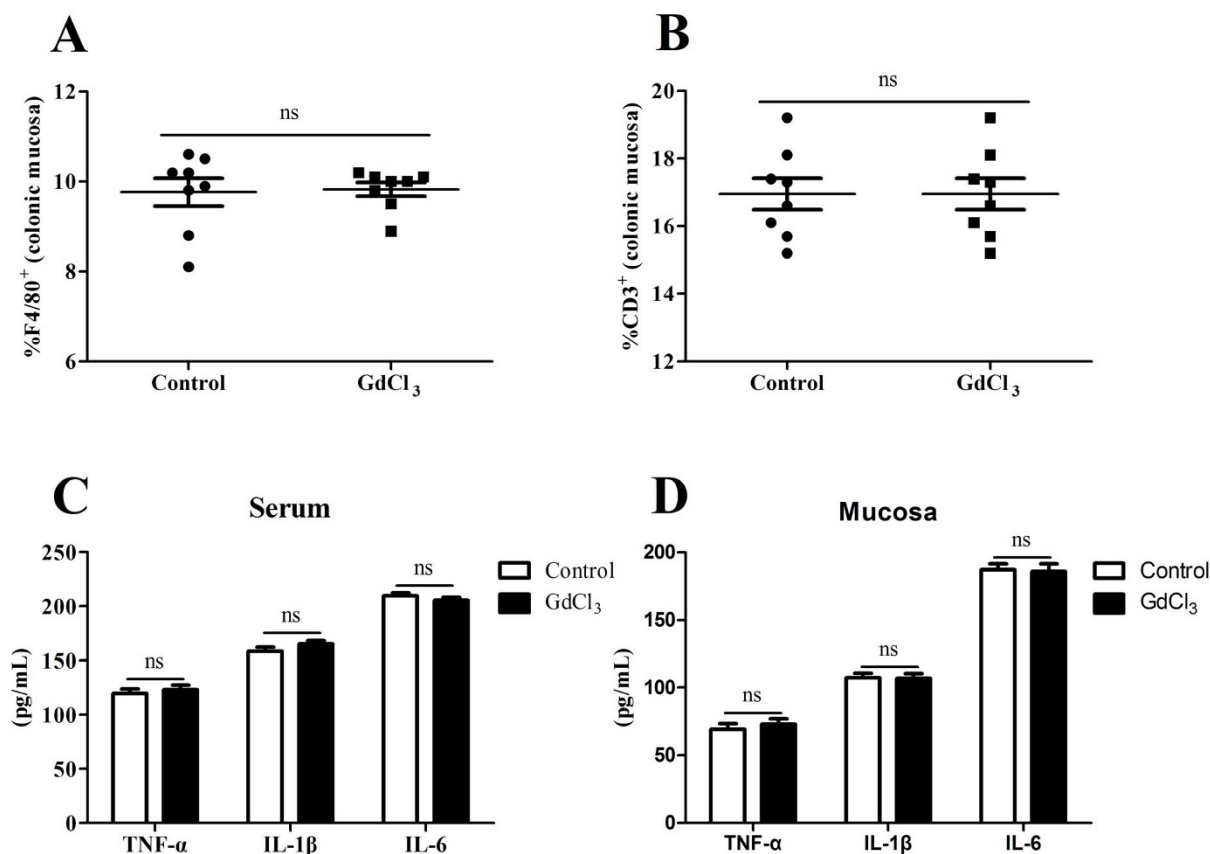 A
%F4/80⁺ (colonic mucosa)
12
10
8
6
ns
Control
GdCl₃
B
%CD3⁺ (colonic mucosa)
20
18
16
14
12
ns
Control
GdCl₃
C
Serum
(pg/mL)
250
200
150
100
50
0
ns
ns
ns
TNF-α
IL-1β
IL-6
Control
GdCl₃
D
Mucosa
(pg/mL)
200
150
100
50
0
ns
ns
ns
TNF-α
IL-1β
IL-6
Control
GdCl₃